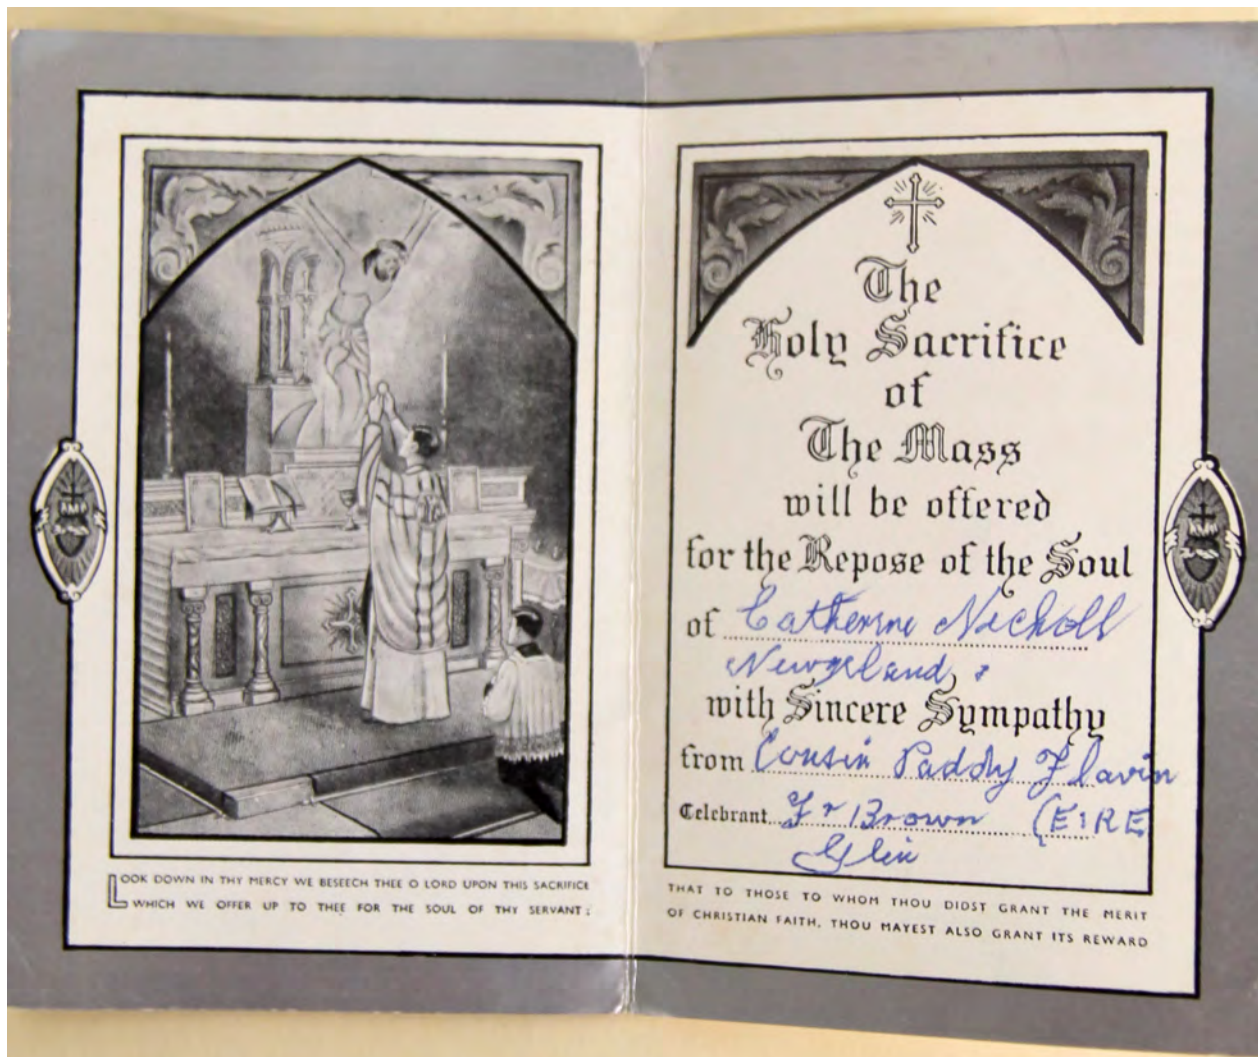 LOOK DOWN IN THY MERCY WE BESEECH THEE O LORD UPON THIS SACRIFICE
WHICH WE OFFER UP TO THEE FOR THE SOUL OF THY SERVANT:
The
Holy Sacrifice
of
The Mass
will be offered
for the Repose of the Soul
of Catherine Nicholl
Newzeland :
with Sincere Sympathy
from Cousin Paddy Flavin
Celebrant Fr Brown (EIRE
Glin
THAT TO THOSE TO WHOM THOU DIDST GRANT THE MERIT
OF CHRISTIAN FAITH, THOU MAYEST ALSO GRANT ITS REWARD